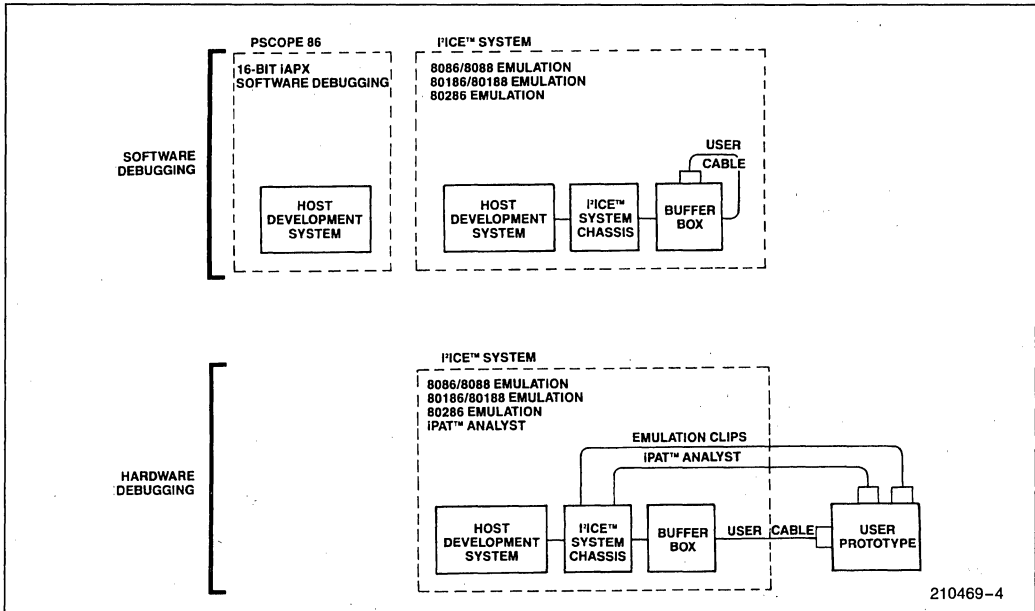 PSCOPE 86
16-BIT iAPX
SOFTWARE DEBUGGING
I²ICE™ SYSTEM
8086/8088 EMULATION
80186/80188 EMULATION
80286 EMULATION
SOFTWARE
DEBUGGING
USER
CABLE
HOST
DEVELOPMENT
SYSTEM
HOST
DEVELOPMENT
SYSTEM
I²ICE™
SYSTEM
CHASSIS
BUFFER
BOX
I²ICE™ SYSTEM
8086/8088 EMULATION
80186/80188 EMULATION
80286 EMULATION
iPAT™ ANALYST
HARDWARE
DEBUGGING
EMULATION CLIPS
iPAT™ ANALYST
HOST
DEVELOPMENT
SYSTEM
I²ICE™
SYSTEM
CHASSIS
BUFFER
BOX
USER CABLE
USER
PROTOTYPE
210469-4